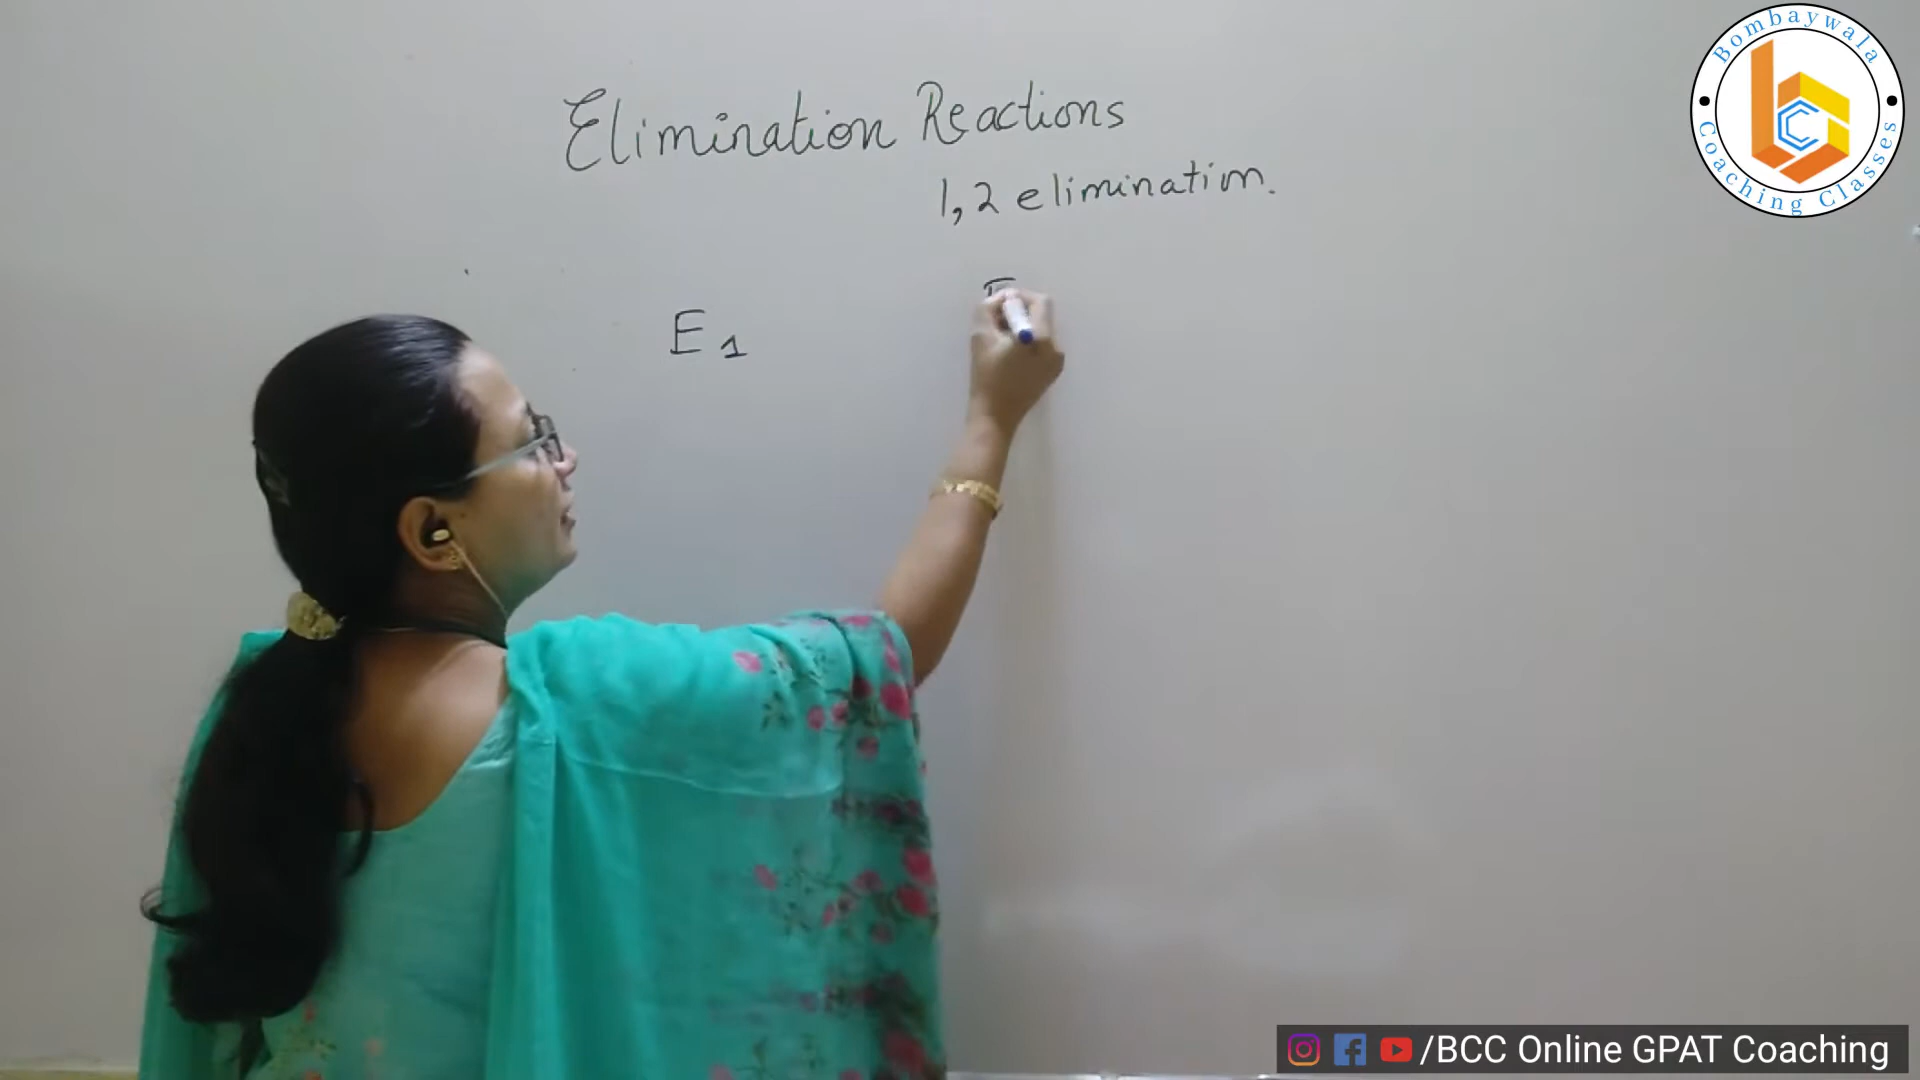 Elimination Reactions
1,2 elimination.
E1
E
Bombaywala
Coaching Classes
/BCC Online GPAT Coaching